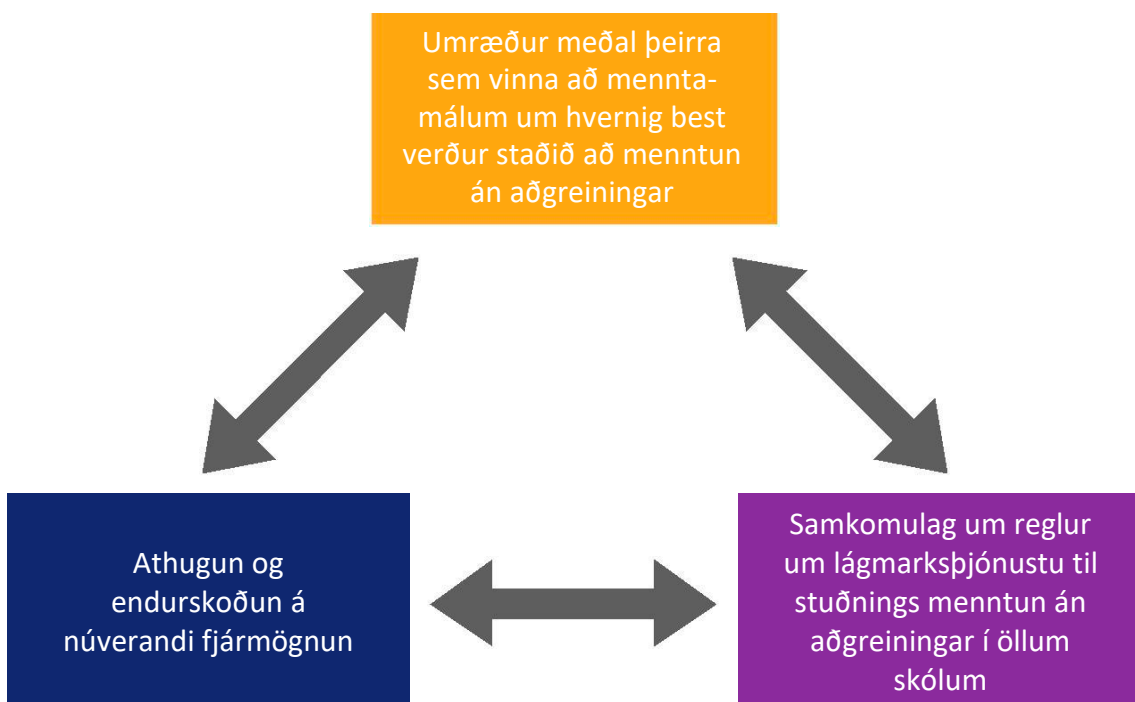 Umræður meðal þeirra
sem vinna að mennta-
málum um hvernig best
verður staðið að menntun
án aðgreiningar
Athugun og
endurskoðun á
núverandi fjármögnun
Samkomulag um reglur
um lágmarksþjónustu til
stuðnings menntun án
aðgreiningar í öllum
skólum